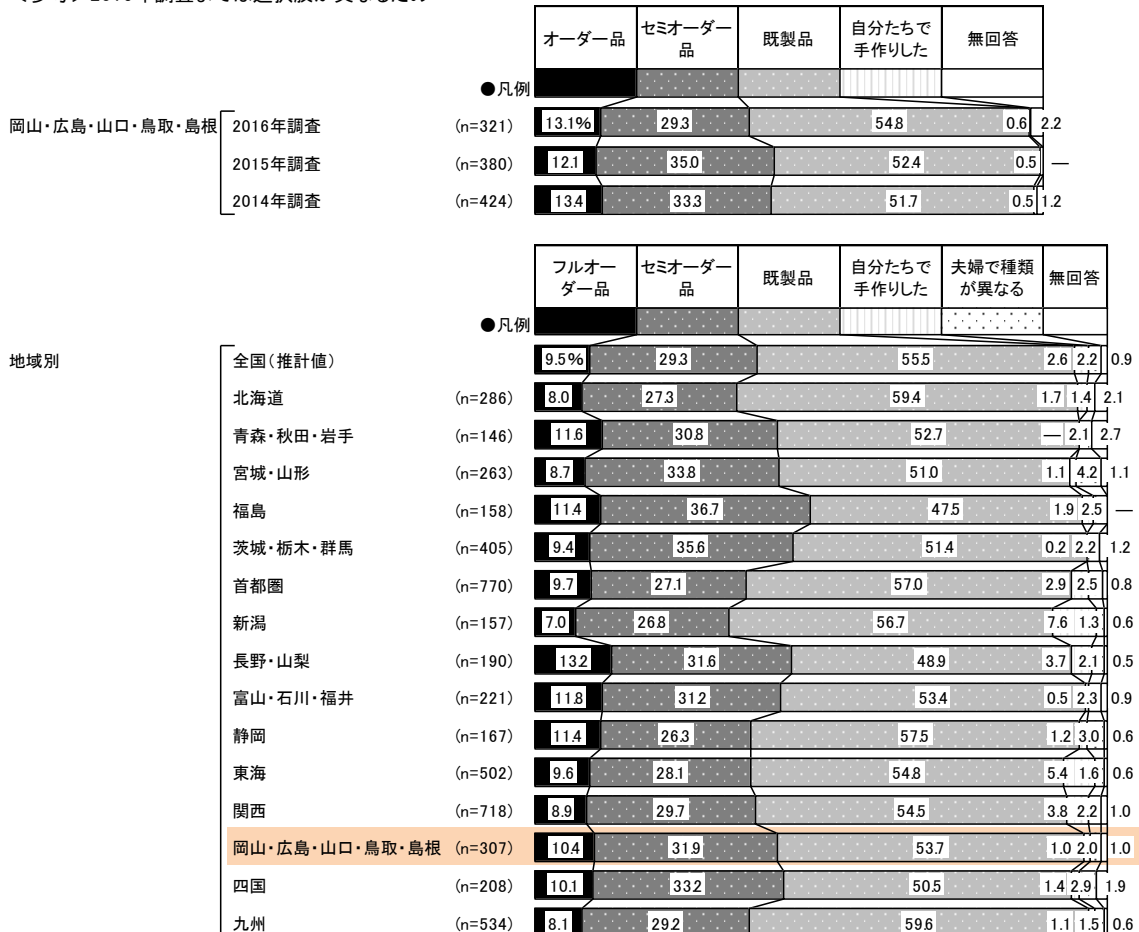 オーダー品 セミオーダー品 既製品 自分たちで手作りした 無回答
●凡例
岡山・広島・山口・鳥取・島根 2016年調査 (n=321) 13.1% 29.3 54.8 0.6 2.2
2015年調査 (n=380) 12.1 35.0 52.4 0.5 —
2014年調査 (n=424) 13.4 33.3 51.7 0.5 1.2
フルオーダー品 セミオーダー品 既製品 自分たちで手作りした 夫婦で種類が異なる 無回答
●凡例
地域別 全国(推計値) 9.5% 29.3 55.5 2.6 2.2 0.9
北海道 (n=286) 8.0 27.3 59.4 1.7 1.4 2.1
青森・秋田・岩手 (n=146) 11.6 30.8 52.7 — 2.1 2.7
宮城・山形 (n=263) 8.7 33.8 51.0 1.1 4.2 1.1
福島 (n=158) 11.4 36.7 47.5 1.9 2.5 —
茨城・栃木・群馬 (n=405) 9.4 35.6 51.4 0.2 2.2 1.2
首都圏 (n=770) 9.7 27.1 57.0 2.9 2.5 0.8
新潟 (n=157) 7.0 26.8 56.7 7.6 1.3 0.6
長野・山梨 (n=190) 13.2 31.6 48.9 3.7 2.1 0.5
富山・石川・福井 (n=221) 11.8 31.2 53.4 0.5 2.3 0.9
静岡 (n=167) 11.4 26.3 57.5 1.2 3.0 0.6
東海 (n=502) 9.6 28.1 54.8 5.4 1.6 0.6
関西 (n=718) 8.9 29.7 54.5 3.8 2.2 1.0
岡山・広島・山口・鳥取・島根 (n=307) 10.4 31.9 53.7 1.0 2.0 1.0
四国 (n=208) 10.1 33.2 50.5 1.4 2.9 1.9
九州 (n=534) 8.1 29.2 59.6 1.1 1.5 0.6